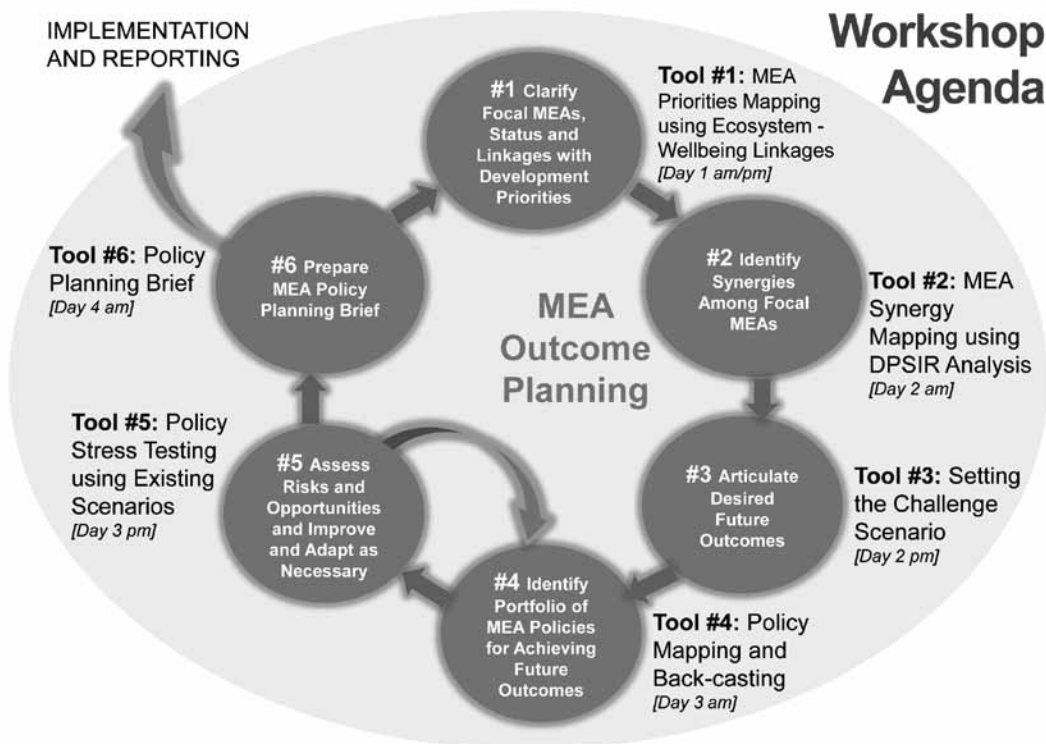 Workshop
Agenda
IMPLEMENTATION
AND REPORTING
#1 Clarify
Focal MEAs,
Status and
Linkages with
Development
Priorities
Tool #1: MEA
Priorities Mapping
using Ecosystem -
Wellbeing Linkages
[Day 1 am/pm]
#2 Identify
Synergies
Among Focal
MEAs
Tool #2: MEA
Synergy
Mapping using
DPSIR Analysis
[Day 2 am]
MEA
Outcome
Planning
#3 Articulate
Desired
Future
Outcomes
Tool #3: Setting
the Challenge
Scenario
[Day 2 pm]
#4 Identify
Portfolio of
MEA Policies
for Achieving
Future
Outcomes
Tool #4: Policy
Mapping and
Back-casting
[Day 3 am]
#5 Assess
Risks and
Opportunities
and Improve
and Adapt as
Necessary
Tool #5: Policy
Stress Testing
using Existing
Scenarios
[Day 3 pm]
#6 Prepare
MEA Policy
Planning Brief
Tool #6: Policy
Planning Brief
[Day 4 am]